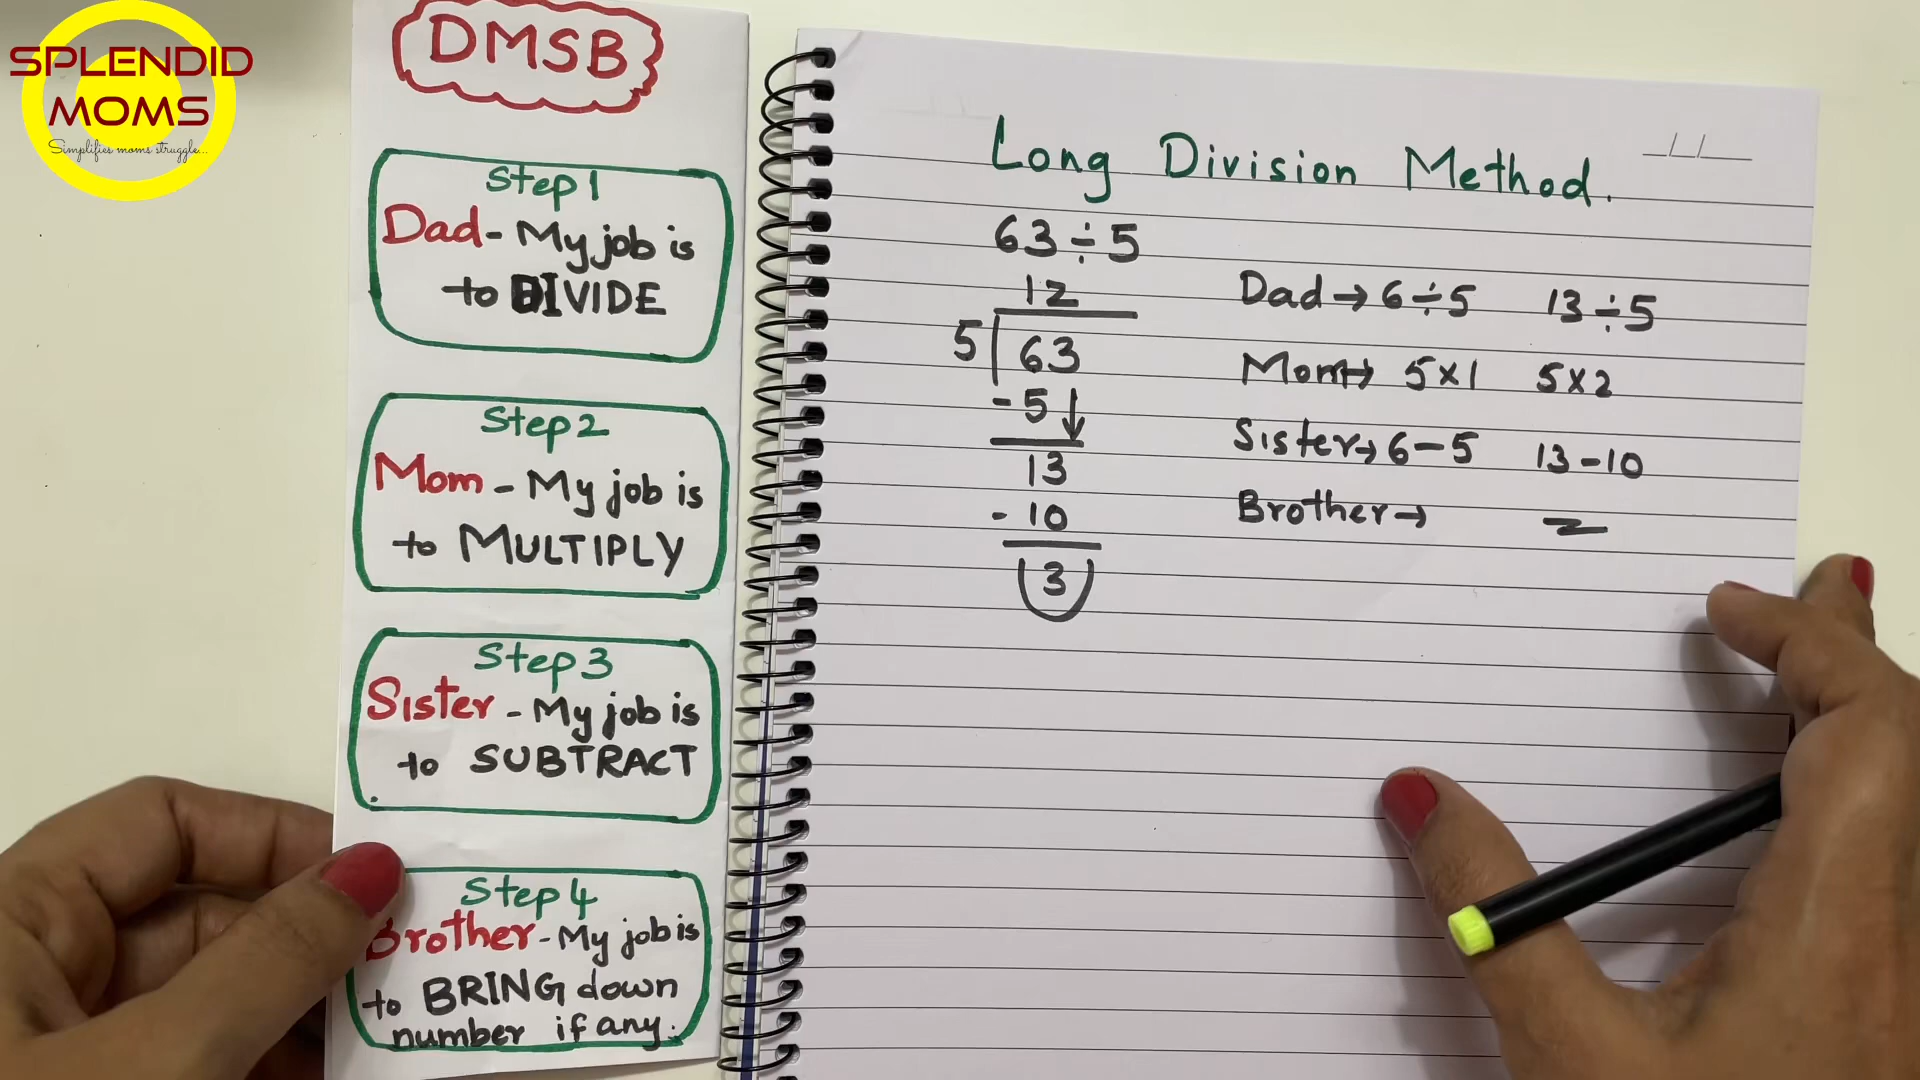 SPLENDID
MOMS
Simplifies moms struggle...
DMSB
Step 1
Dad - My job is
to DIVIDE
Step 2
Mom - My job is
to MULTIPLY
Step 3
Sister - My job is
to SUBTRACT
Step 4
Brother - My job is
to BRING down
number if any.
Long Division Method.
63 ÷ 5
12
5 63
- 5 ↓
13
- 10
3
Dad → 6 ÷ 5 13 ÷ 5
Mom → 5 × 1 5 × 2
Sister → 6 - 5 13 - 10
Brother →